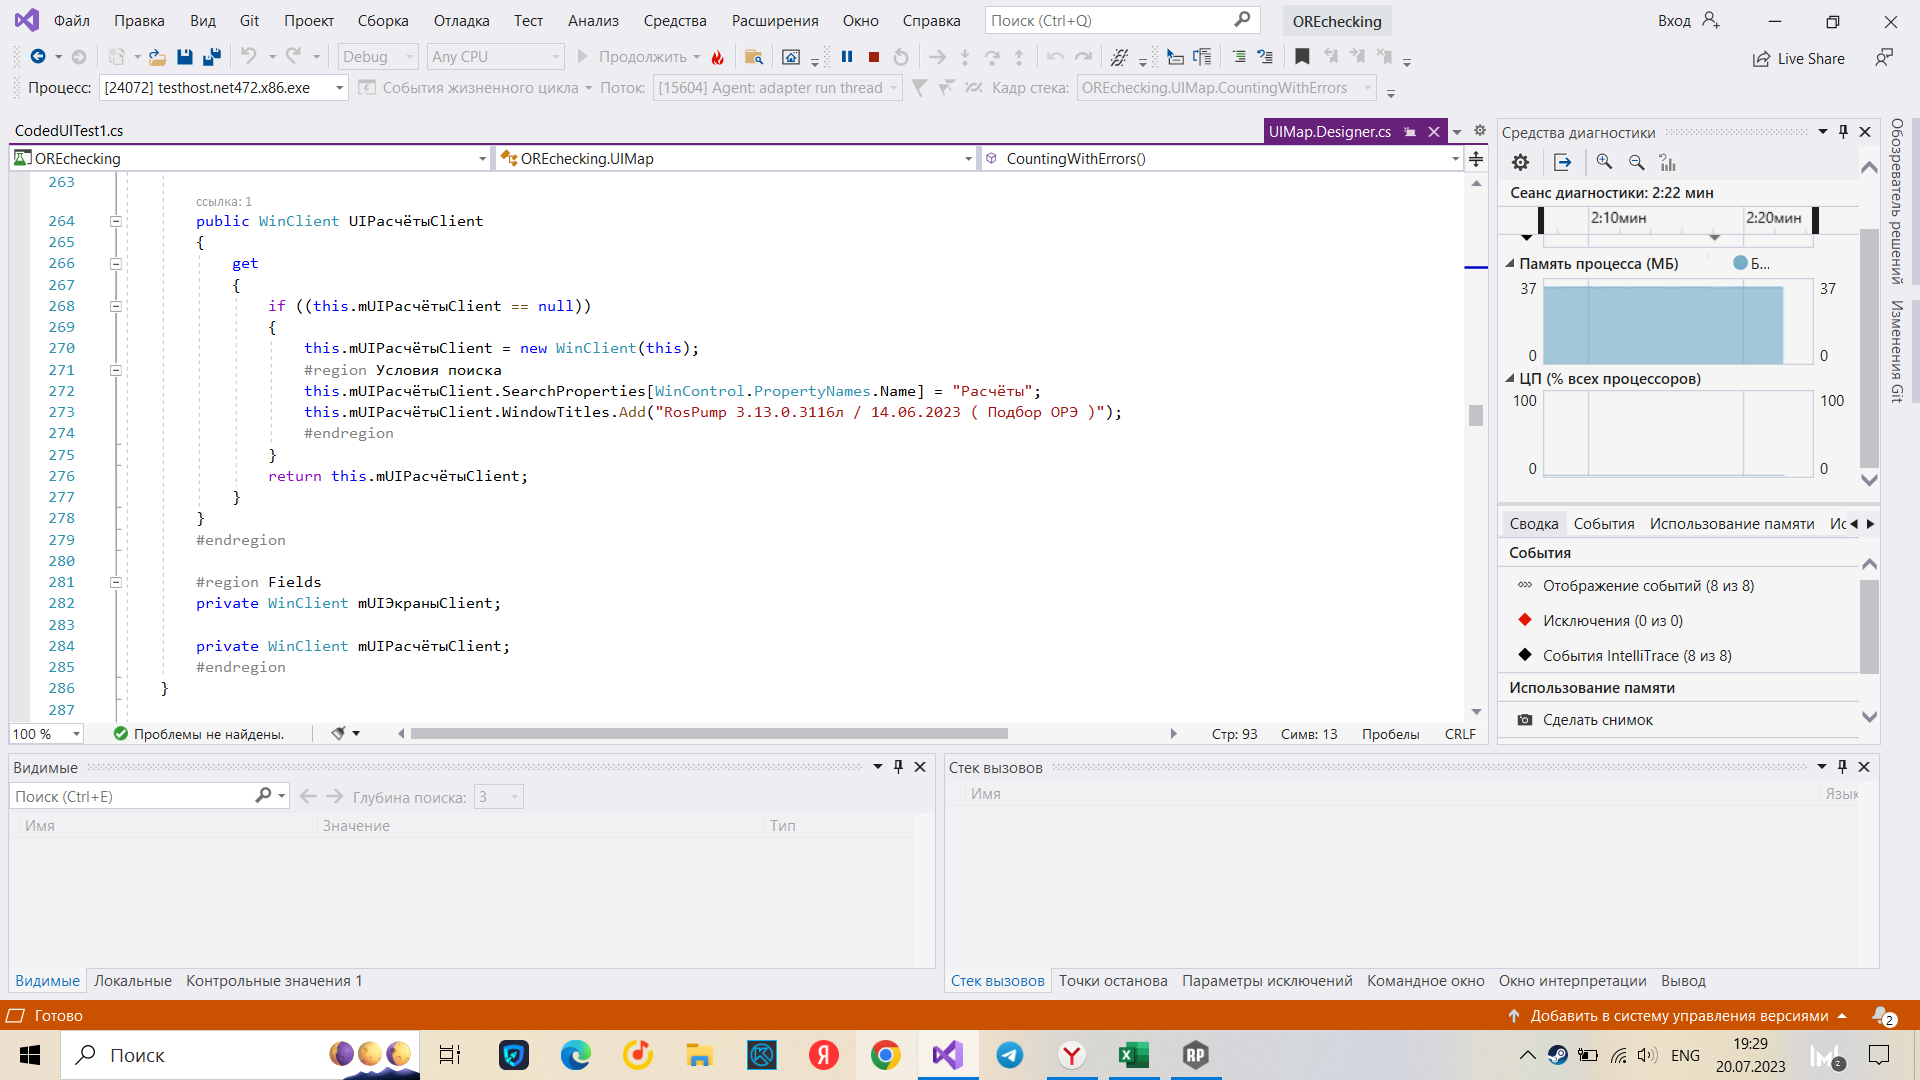 Файл Правка Вид Git Проект Сборка Отладка Тест Анализ Средства Расширения Окно Справка Поиск (Ctrl+Q) OREchecking Вход
Debug Any CPU Продолжить Live Share
Процесс: [24072] testhost.net472.x86.exe События жизненного цикла Поток: [15604] Agent: adapter run thread Кадр стека: OREchecking.UIMap.CountingWithErrors
CodedUITest1.cs UIMap.Designer.cs
OREchecking OREchecking.UIMap CountingWithErrors()
263
ссылка: 1
264 public WinClient UIРасчётыClient
265 {
266 get
267 {
268 if ((this.mUIРасчётыClient == null))
269 {
270 this.mUIРасчётыClient = new WinClient(this);
271 #region Условия поиска
272 this.mUIРасчётыClient.SearchProperties[WinControl.PropertyNames.Name] = "Расчёты";
273 this.mUIРасчётыClient.WindowTitles.Add("RosPump 3.13.0.3116л / 14.06.2023 ( Подбор ОРЭ )");
274 #endregion
275 }
276 return this.mUIРасчётыClient;
277 }
278 }
279 #endregion
280
281 #region Fields
282 private WinClient mUIЭкраныClient;
283
284 private WinClient mUIРасчётыClient;
285 #endregion
286 }
287
100 % Проблемы не найдены. Стр: 93 Симв: 13 Пробелы CRLF
Средства диагностики
Сеанс диагностики: 2:22 мин
2:10мин 2:20мин
Память процесса (МБ) Б...
37 37
0 0
ЦП (% всех процессоров)
100 100
0 0
Сводка События Использование памяти Ис
События
Отображение событий (8 из 8)
Исключения (0 из 0)
События IntelliTrace (8 из 8)
Использование памяти
Сделать снимок
Обозреватель решений
Изменения Git
Видимые
Поиск (Ctrl+E) Глубина поиска: 3
Имя Значение Тип
Видимые Локальные Контрольные значения 1
Стек вызовов
Имя Язык
Стек вызовов Точки останова Параметры исключений Командное окно Окно интерпретации Вывод
Готово Добавить в систему управления версиями 2
Поиск Я RP ENG 19:29
20.07.2023 2